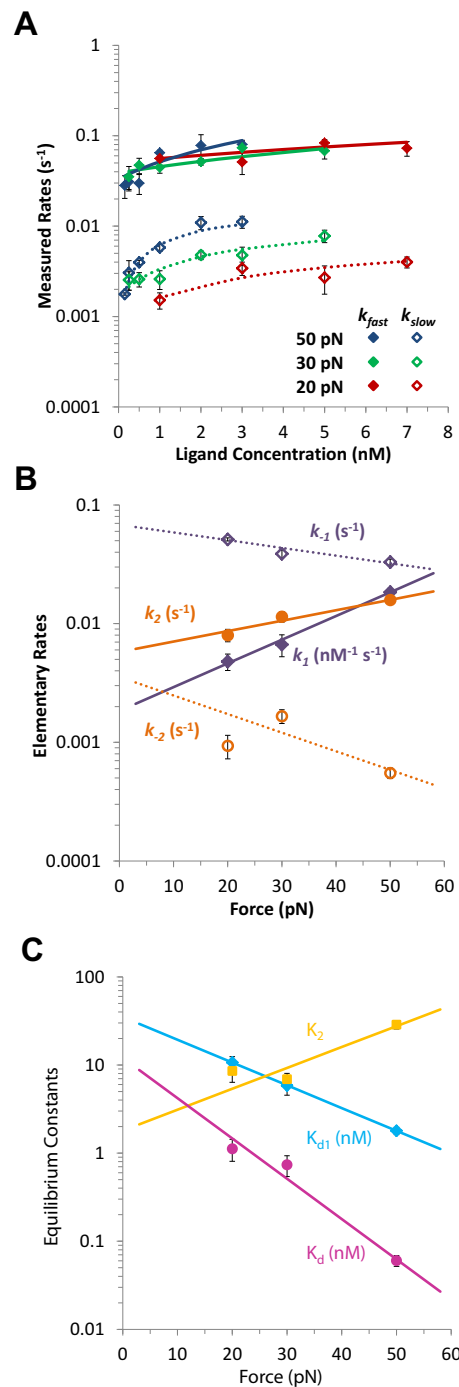 A
1
0.1
0.01
0.001
0.0001
Measured Rates (s⁻¹)
k_fast k_slow
50 pN
30 pN
20 pN
0 1 2 3 4 5 6 7 8
Ligand Concentration (nM)
B
0.1
0.01
0.001
0.0001
Elementary Rates
k₋₁ (s⁻¹)
k₂ (s⁻¹)
k₁ (nM⁻¹ s⁻¹)
k₋₂ (s⁻¹)
0 10 20 30 40 50 60
Force (pN)
C
100
10
1
0.1
0.01
Equilibrium Constants
K₂
K_d1 (nM)
K_d (nM)
0 10 20 30 40 50 60
Force (pN)